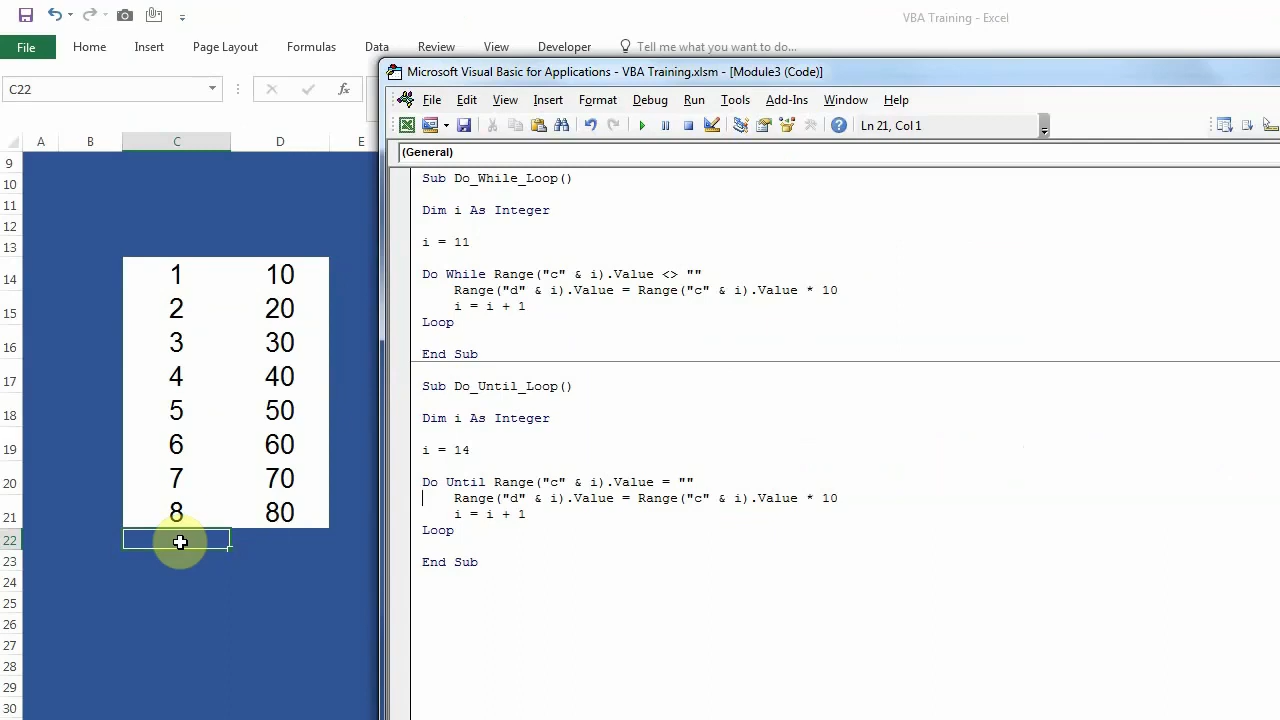 VBA Training - Excel
File Home Insert Page Layout Formulas Data Review View Developer Tell me what you want to do...
C22 fx
Microsoft Visual Basic for Applications - VBA Training.xlsm - [Module3 (Code)]
File Edit View Insert Format Debug Run Tools Add-Ins Window Help
Ln 21, Col 1
(General)
A B C D E
9
10
11
12
13
14 1 10
15 2 20
16 3 30
17 4 40
18 5 50
19 6 60
20 7 70
21 8 80
22
23
24
25
26
27
28
29
30
Sub Do_While_Loop()
Dim i As Integer
i = 11
Do While Range("c" & i).Value <> ""
Range("d" & i).Value = Range("c" & i).Value * 10
i = i + 1
Loop
End Sub
Sub Do_Until_Loop()
Dim i As Integer
i = 14
Do Until Range("c" & i).Value = ""
Range("d" & i).Value = Range("c" & i).Value * 10
i = i + 1
Loop
End Sub